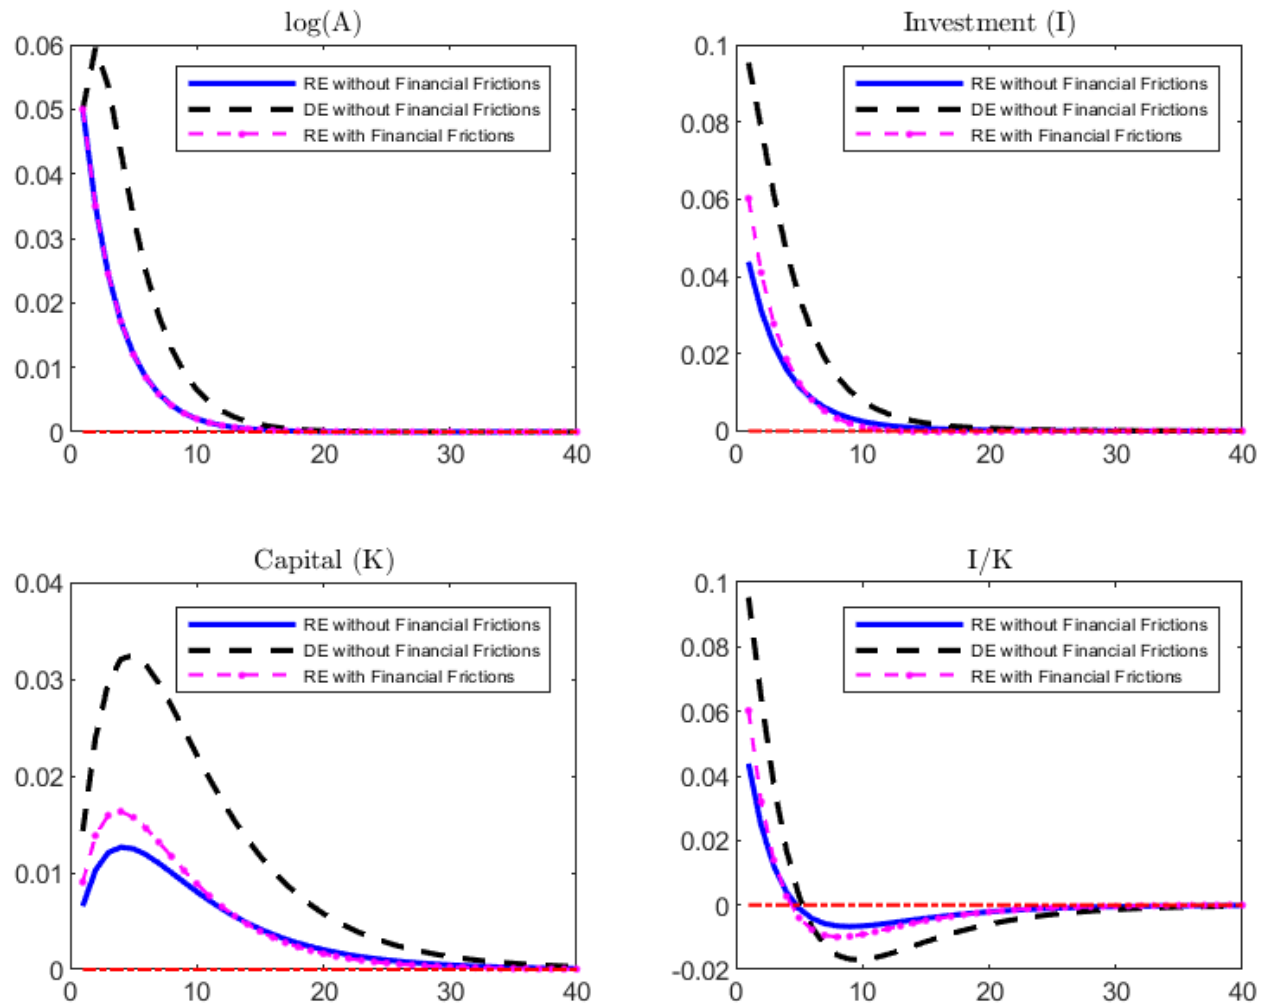 log(A)
0.06
0.05
0.04
0.03
0.02
0.01
0
0 10 20 30 40
RE without Financial Frictions
DE without Financial Frictions
RE with Financial Frictions
Investment (I)
0.1
0.08
0.06
0.04
0.02
0
0 10 20 30 40
RE without Financial Frictions
DE without Financial Frictions
RE with Financial Frictions
Capital (K)
0.04
0.03
0.02
0.01
0
0 10 20 30 40
RE without Financial Frictions
DE without Financial Frictions
RE with Financial Frictions
I/K
0.1
0.08
0.06
0.04
0.02
0
-0.02
0 10 20 30 40
RE without Financial Frictions
DE without Financial Frictions
RE with Financial Frictions